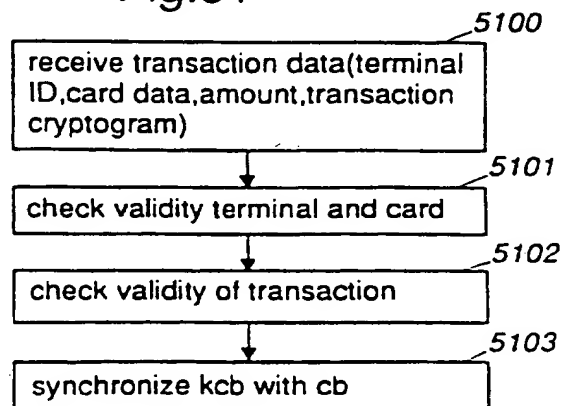 5100
receive transaction data(terminal
ID,card data,amount,transaction
cryptogram)
5101
check validity terminal and card
5102
check validity of transaction
5103
synchronize kcb with cb